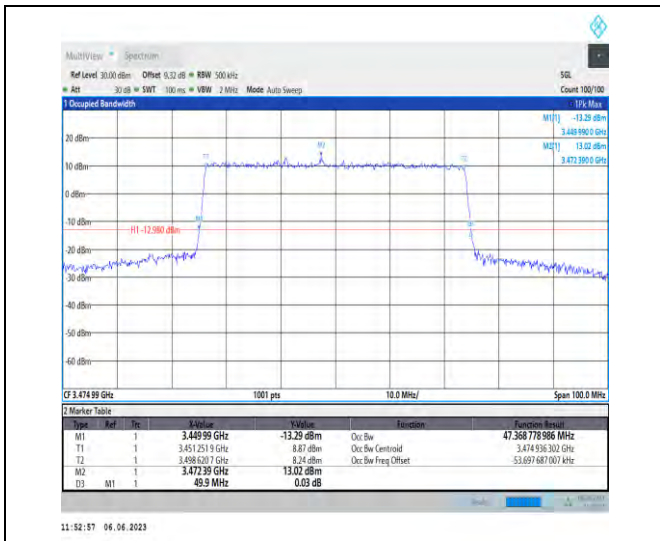 MultiView Spectrum
Ref Level 30.00 dBm Offset 9.32 dB RBW 500 kHz SGL
Att 30 dB SWT 100 ms VBW 2 MHz Mode Auto Sweep Count 100/100
1 Occupied Bandwidth 1Pk Max
M1[1] -13.29 dBm
3.449 990 0 GHz
M2[1] 13.02 dBm
3.472 390 0 GHz
20 dBm
M2
10 dBm
0 dBm
-10 dBm
H1 -12.980 dBm
-20 dBm
-30 dBm
-40 dBm
-50 dBm
-60 dBm
CF 3.474 99 GHz 1001 pts 10.0 MHz/ Span 100.0 MHz
2 Marker Table
Type Ref Trc X-Value Y-Value Function Function Result
M1 1 3.449 99 GHz -13.29 dBm Occ Bw 47.368 778 986 MHz
T1 1 3.451 251 9 GHz 8.87 dBm Occ Bw Centroid 3.474 936 302 GHz
T2 1 3.498 620 7 GHz 8.24 dBm Occ Bw Freq Offset -53.697 687 007 kHz
M2 1 3.472 39 GHz 13.02 dBm
D3 M1 1 49.9 MHz 0.03 dB
11:52:57 06.06.2023